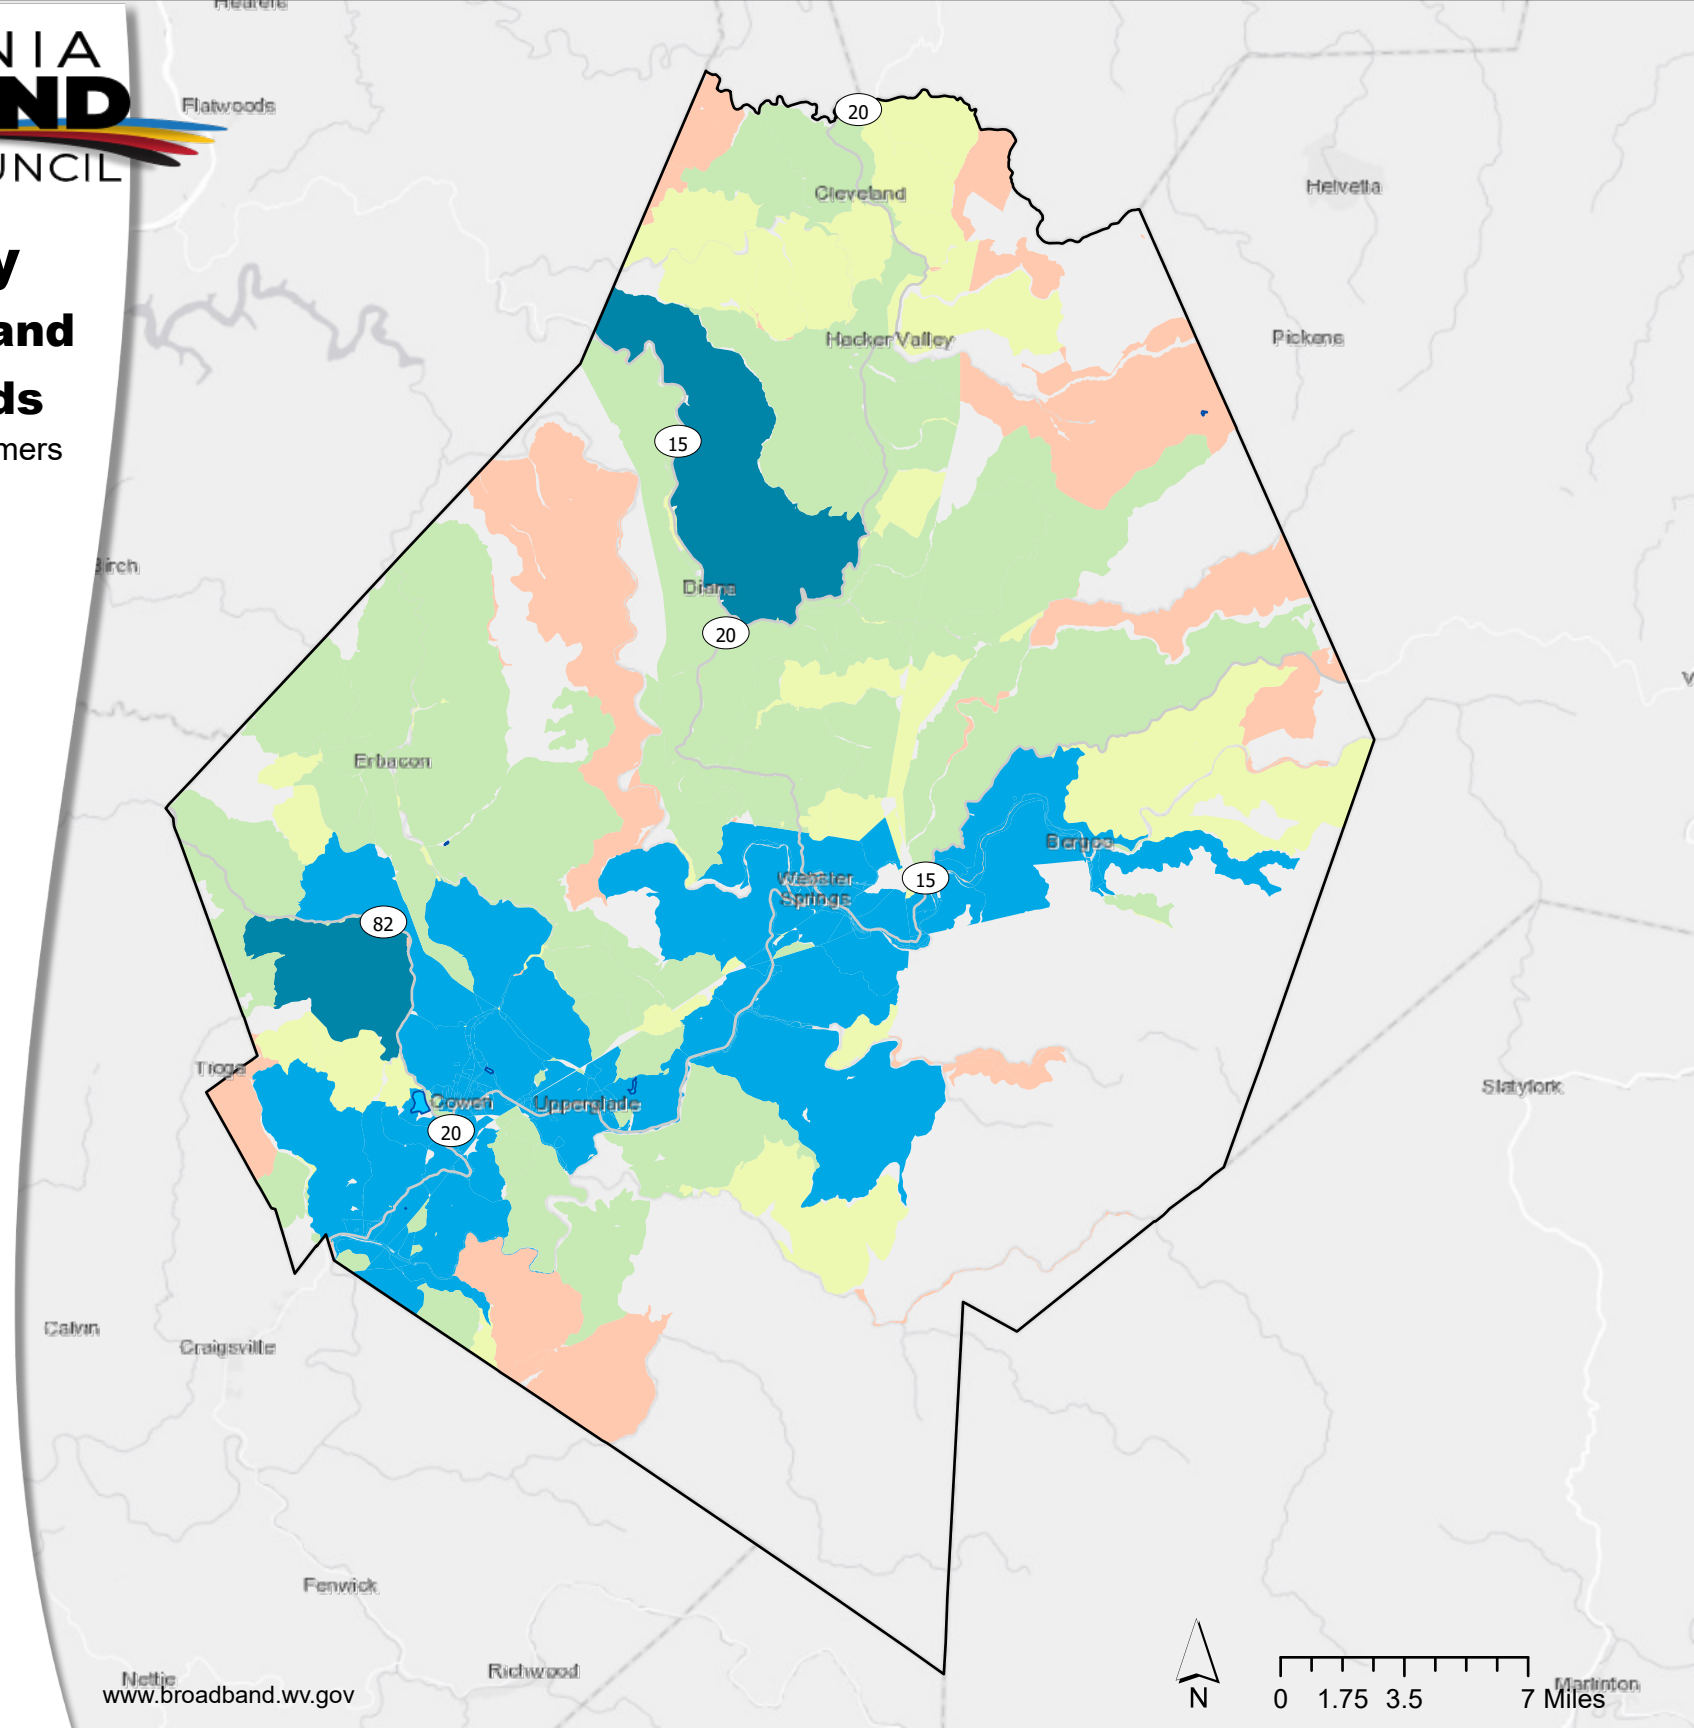 Heaters
NIA
ND
UNCIL
Flatwoods
20
Cleveland
Helvetia
y
and
ds
mers
Hacker Valley
Pickens
15
Birch
Diana
20
Erbacon
V
Bergoo
Webster
Springs
15
82
Tioga
Cowen
Upperglade
20
Slatyfork
Calvin
Craigsville
Fenwick
Richwood
Nettie
www.broadband.wv.gov
N
0 1.75 3.5 7 Miles
Marlinton